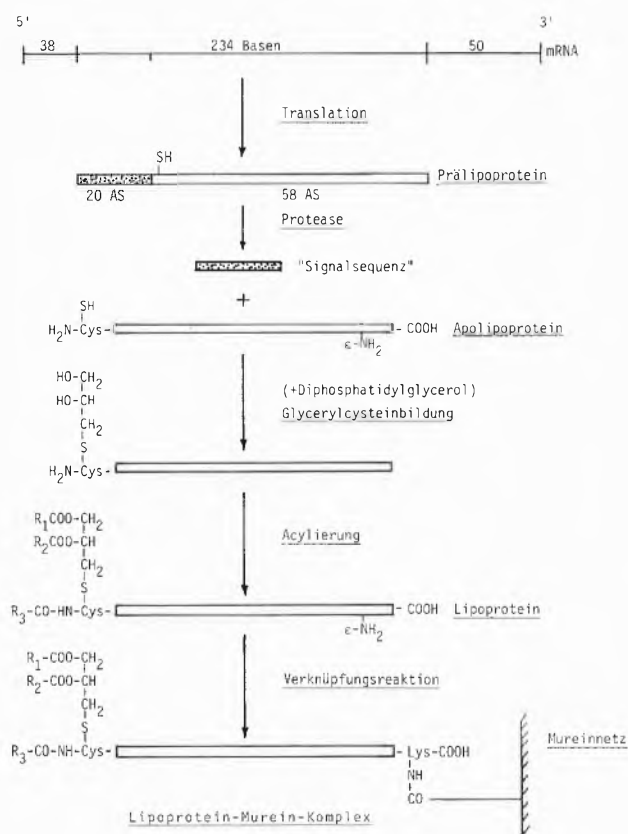 5' 3'
38 234 Basen 50 mRNA
Translation
SH
Prälipoprotein
20 AS 58 AS
Protease
"Signalsequenz"
+
SH
H₂N-Cys- -COOH Apolipoprotein
ε-NH₂
HO-CH₂
HO-CH
CH₂
S
H₂N-Cys-
(+Diphosphatidylglycerol)
Glycerylcysteinbildung
R₁COO-CH₂
R₂COO-CH
CH₂
S
Acylierung
R₃-CO-HN-Cys- -COOH Lipoprotein
ε-NH₂
R₁-COO-CH₂
R₂-COO-CH
CH₂
S
Verknüpfungsreaktion
Mureinnetz
R₃-CO-NH-Cys- -Lys-COOH
NH
CO
Lipoprotein-Murein-Komplex